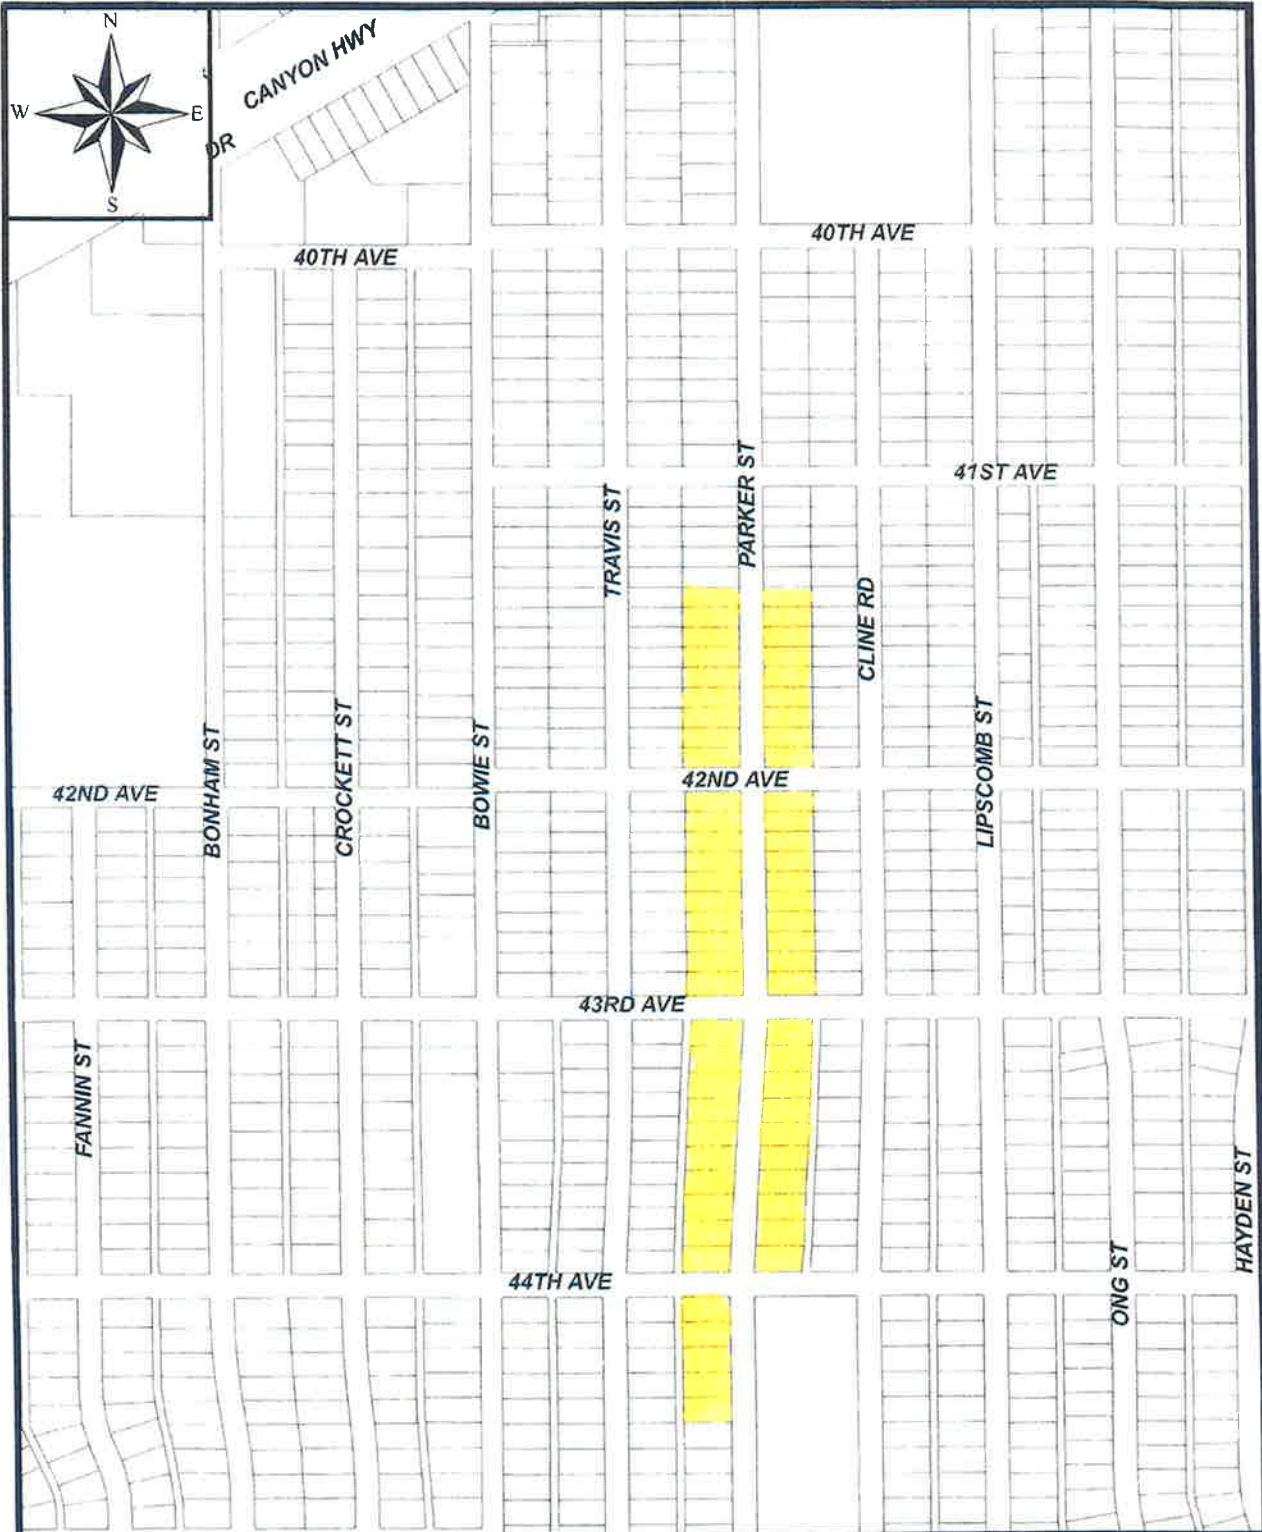 N
CANYON HWY
W
E
DR
S
40TH AVE
40TH AVE
41ST AVE
PARKER ST
TRAVIS ST
CLINE RD
LIPSCOMB ST
BONHAM ST
CROCKETT ST
BOWIE ST
42ND AVE
42ND AVE
43RD AVE
FANNIN ST
HAYDEN ST
44TH AVE
ONG ST